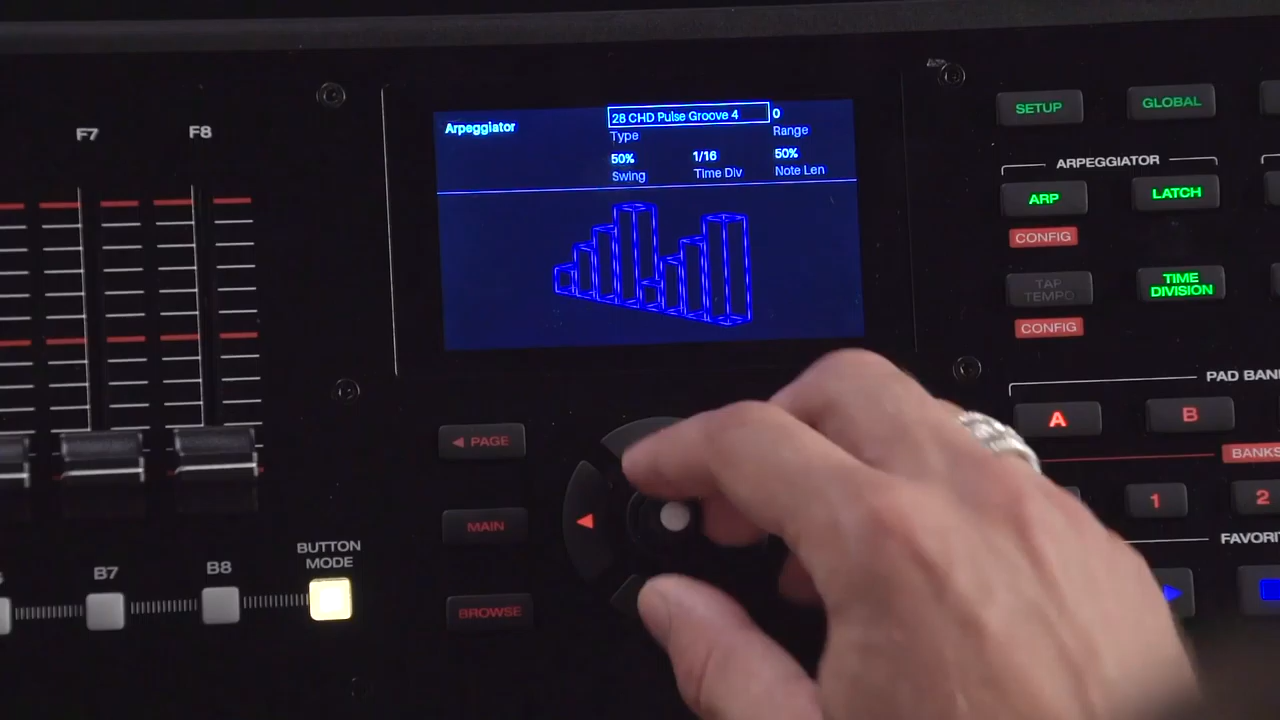 F7
F8
Arpeggiator
28 CHD Pulse Groove 4
Type
0
Range
50%
Swing
1/16
Time Div
50%
Note Len
SETUP
GLOBAL
ARPEGGIATOR
ARP
LATCH
CONFIG
TAP
TEMPO
TIME
DIVISION
CONFIG
PAD BAN
A
B
BANKS
1
2
FAVORI
PAGE
MAIN
BROWSE
B7
B8
BUTTON
MODE